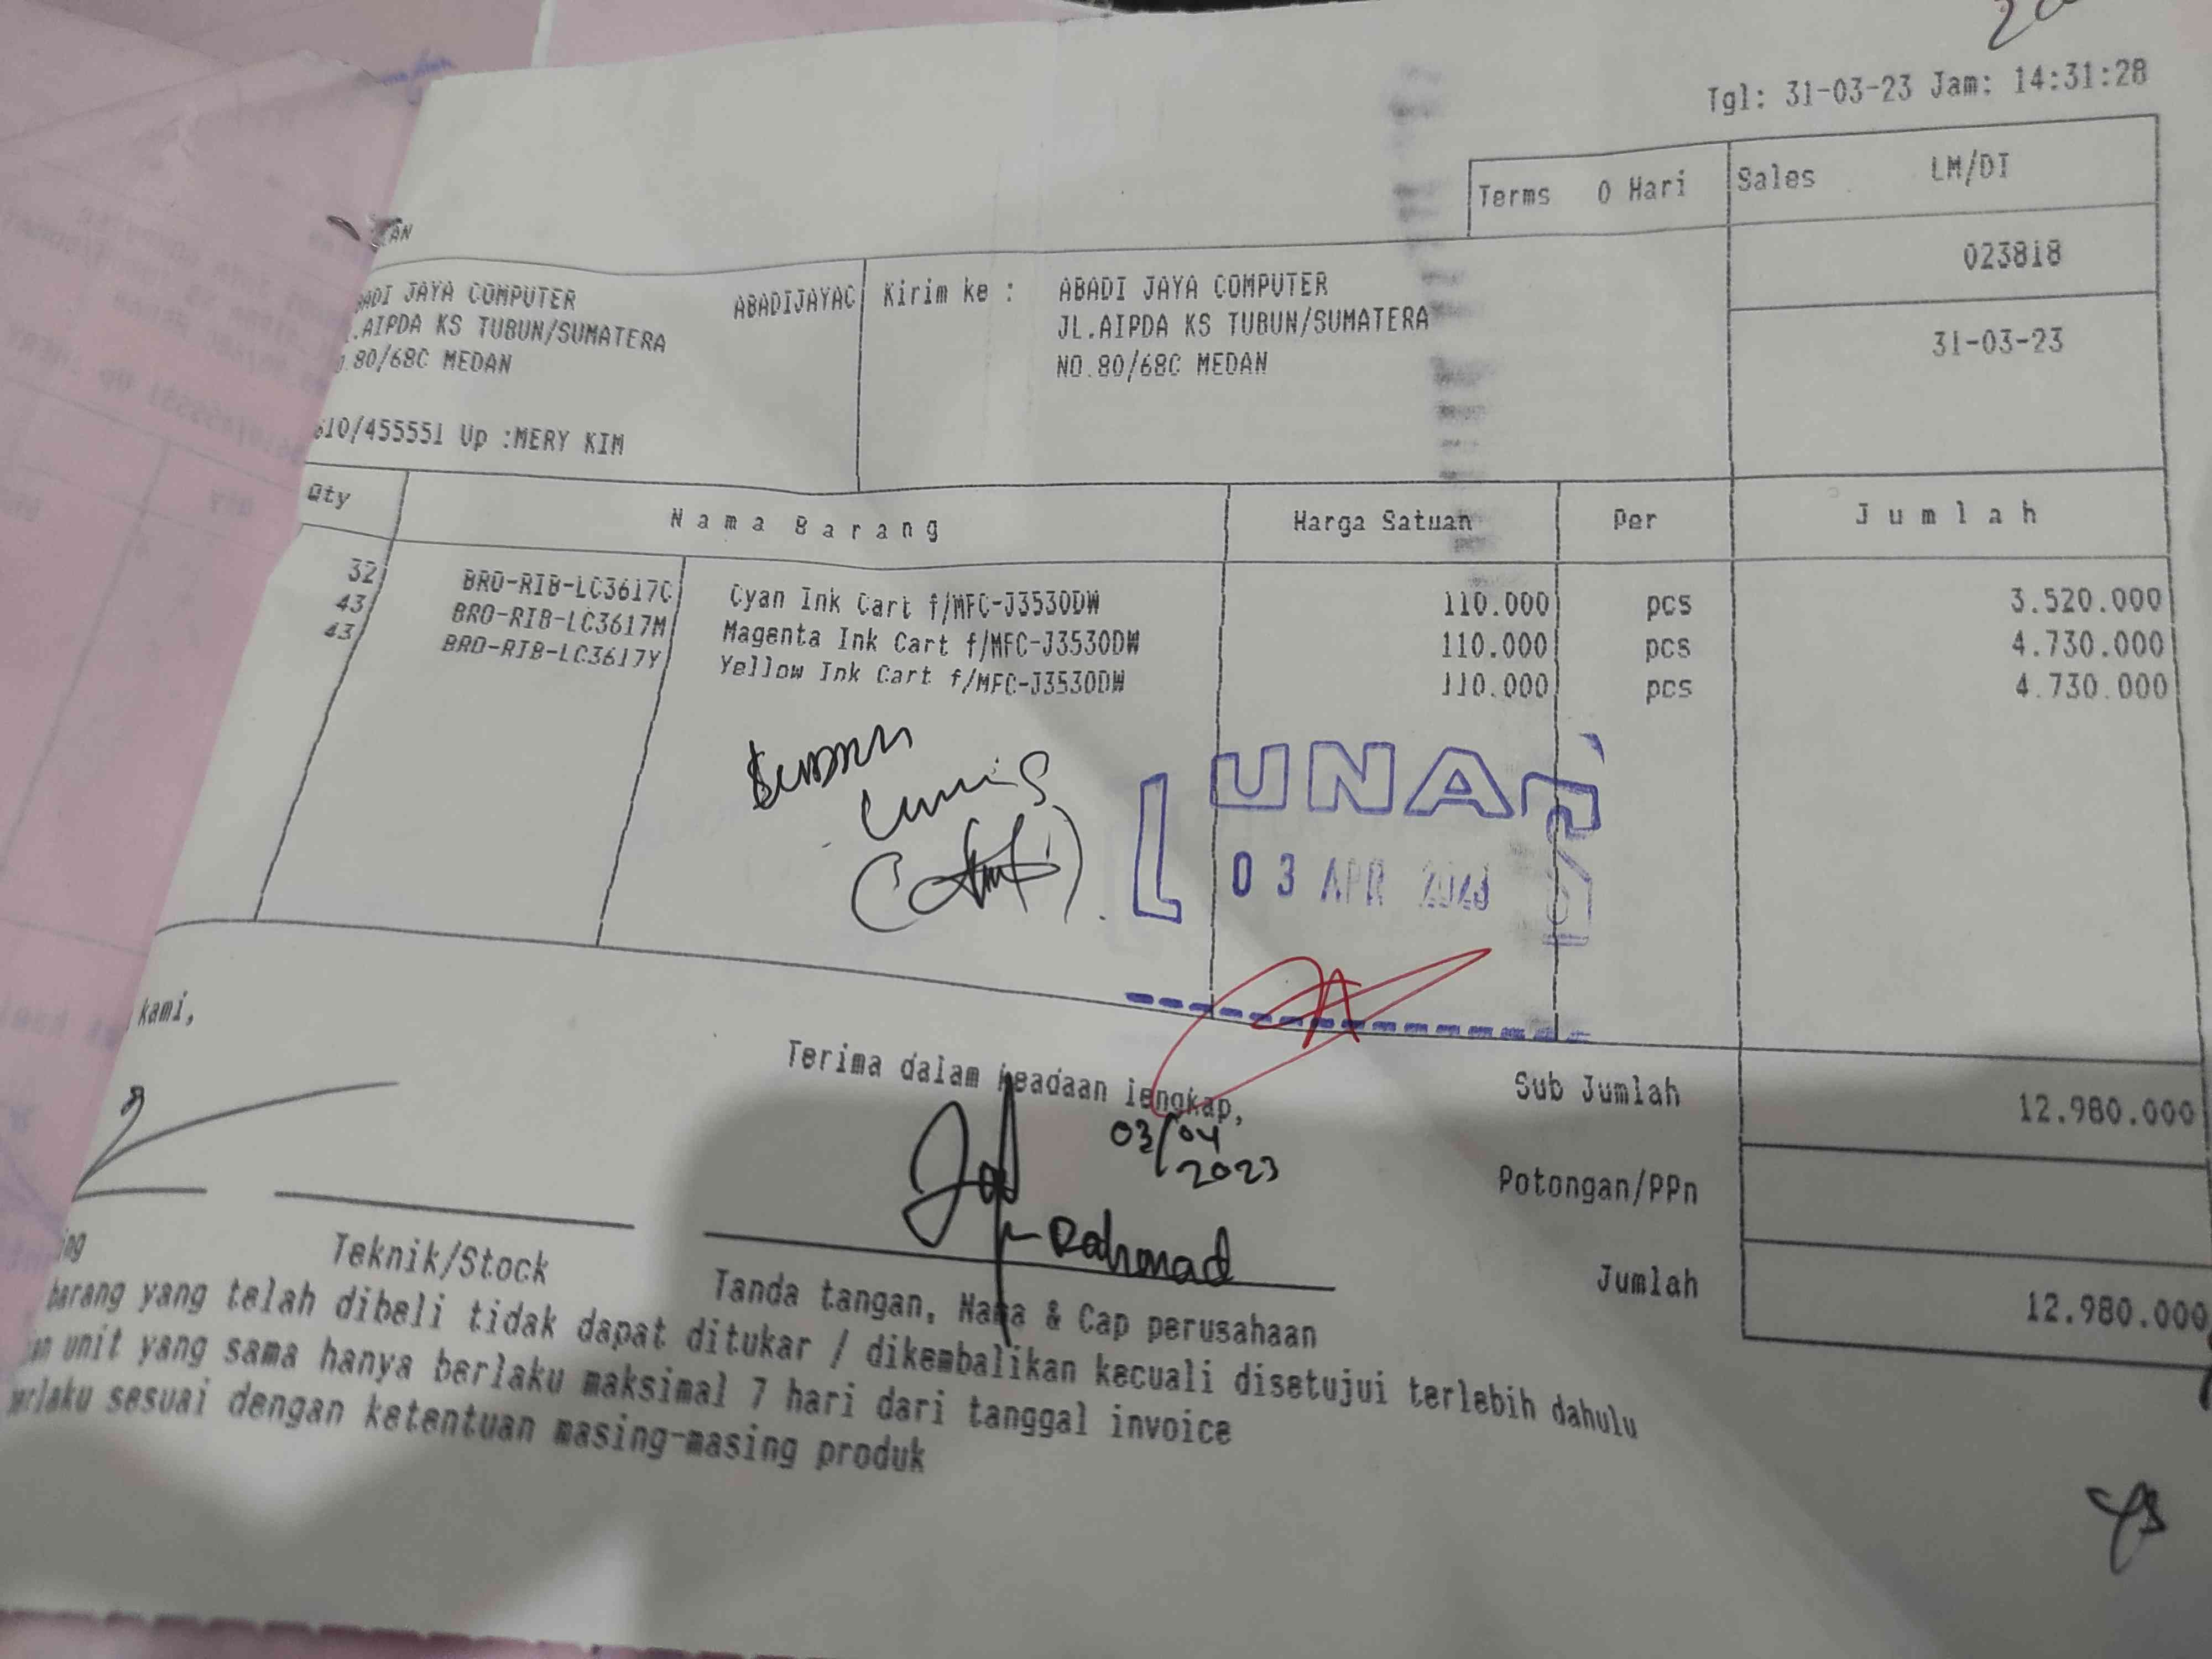 Tgl: 31-03-23 Jam: 14:31:28
Terms 0 Hari Sales LM/DI
023818
31-03-23
ABADIJAYAC
JAYA COMPUTER
AIPDA KS TUBUN/SUMATERA
80/68C MEDAN
610/455551 Up :MERY KIM
Kirim ke : ABADI JAYA COMPUTER
JL.AIPDA KS TUBUN/SUMATERA
NO.80/68C MEDAN
Qty Nama Barang Harga Satuan Per Jumlah
32 BRO-RIB-LC3617C Cyan Ink Cart f/MFC-J3530DW 110.000 pcs 3.520.000
43 BRO-RIB-LC3617M Magenta Ink Cart f/MFC-J3530DW 110.000 pcs 4.730.000
43 BRO-RIB-LC3617Y Yellow Ink Cart f/MFC-J3530DW 110.000 pcs 4.730.000
LUNAS
03 APR 2023
kami,
Terima dalam keadaan lengkap,
03/04
2023
Rahmad
Teknik/Stock
Tanda tangan, Nama & Cap perusahaan
Sub Jumlah 12.980.000
Potongan/PPn
Jumlah 12.980.000
barang yang telah dibeli tidak dapat ditukar / dikembalikan kecuali disetujui terlebih dahulu
unit yang sama hanya berlaku maksimal 7 hari dari tanggal invoice
berlaku sesuai dengan ketentuan masing-masing produk